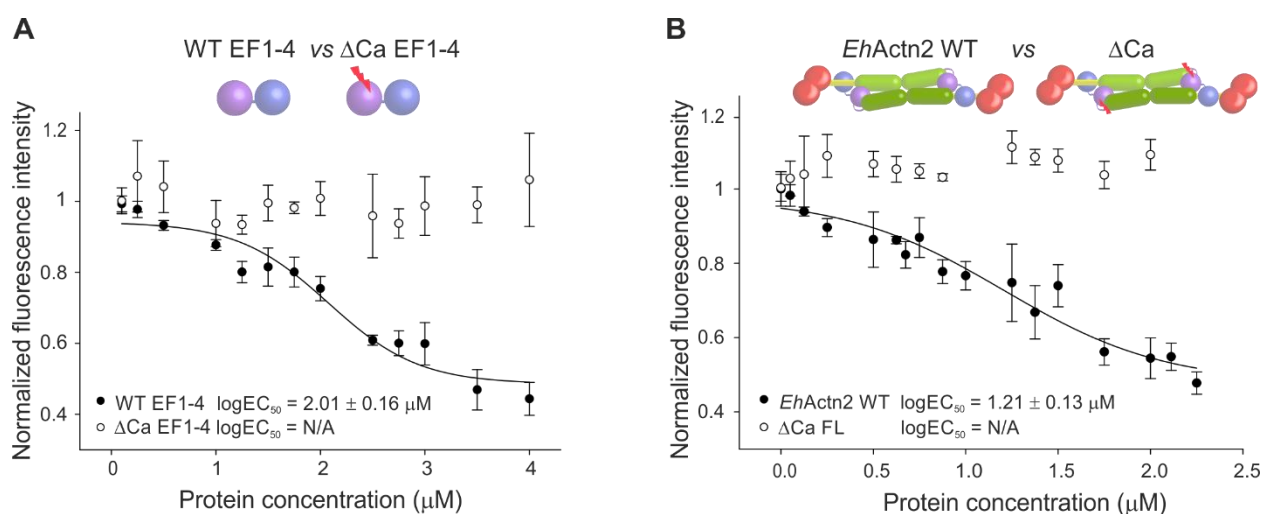 A
WT EF1-4 vs ΔCa EF1-4
Normalized fluorescence intensity
1.2
1
0.8
0.6
0.4
● WT EF1-4 logEC₅₀ = 2.01 ± 0.16 μM
○ ΔCa EF1-4 logEC₅₀ = N/A
0 1 2 3 4
Protein concentration (μM)
B
EhActn2 WT vs ΔCa
Normalized fluorescence intensity
1.2
1
0.8
0.6
0.4
● EhActn2 WT logEC₅₀ = 1.21 ± 0.13 μM
○ ΔCa FL logEC₅₀ = N/A
0.0 0.5 1.0 1.5 2.0 2.5
Protein concentration (μM)